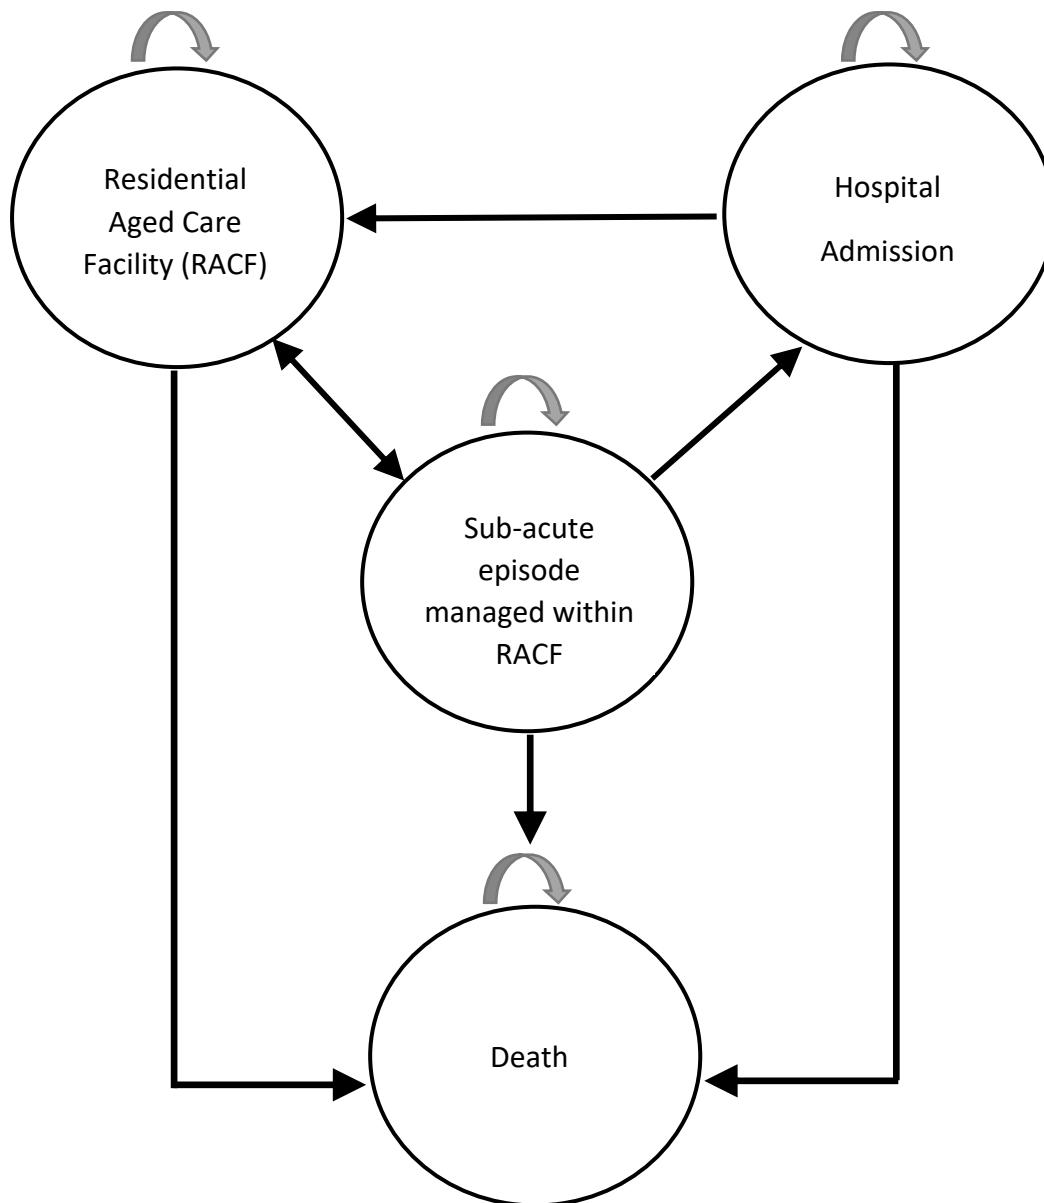 Residential
Aged Care
Facility (RACF)
Hospital
Admission
Sub-acute
episode
managed within
RACF
Death